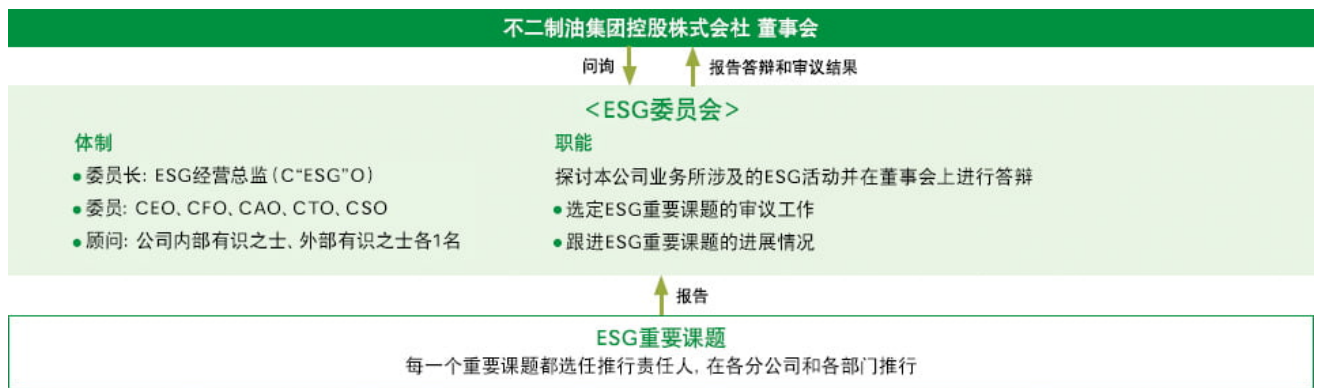 不二制油集团控股株式会社 董事会
问询
报告答辩和审议结果
<ESG委员会>
体制
●委员长: ESG经营总监(C“ESG”O)
●委员: CEO、CFO、CAO、CTO、CSO
●顾问: 公司内部有识之士、外部有识之士各1名
职能
探讨本公司业务所涉及的ESG活动并在董事会上进行答辩
●选定ESG重要课题的审议工作
●跟进ESG重要课题的进展情况
报告
ESG重要课题
每一个重要课题都选任推行责任人, 在各分公司和各部门推行